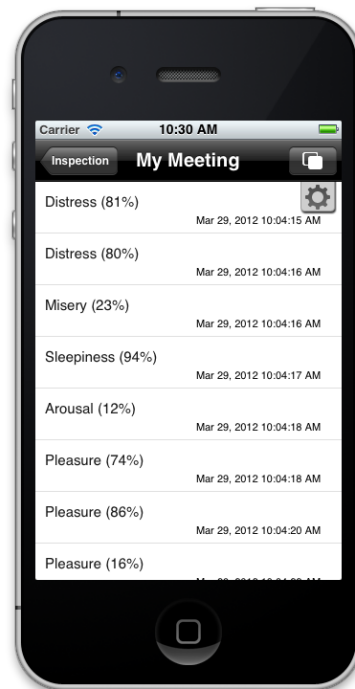 Carrier
10:30 AM
Inspection
My Meeting
Distress (81%)
Mar 29, 2012 10:04:15 AM
Distress (80%)
Mar 29, 2012 10:04:16 AM
Misery (23%)
Mar 29, 2012 10:04:16 AM
Sleepiness (94%)
Mar 29, 2012 10:04:17 AM
Arousal (12%)
Mar 29, 2012 10:04:18 AM
Pleasure (74%)
Mar 29, 2012 10:04:18 AM
Pleasure (86%)
Mar 29, 2012 10:04:20 AM
Pleasure (16%)